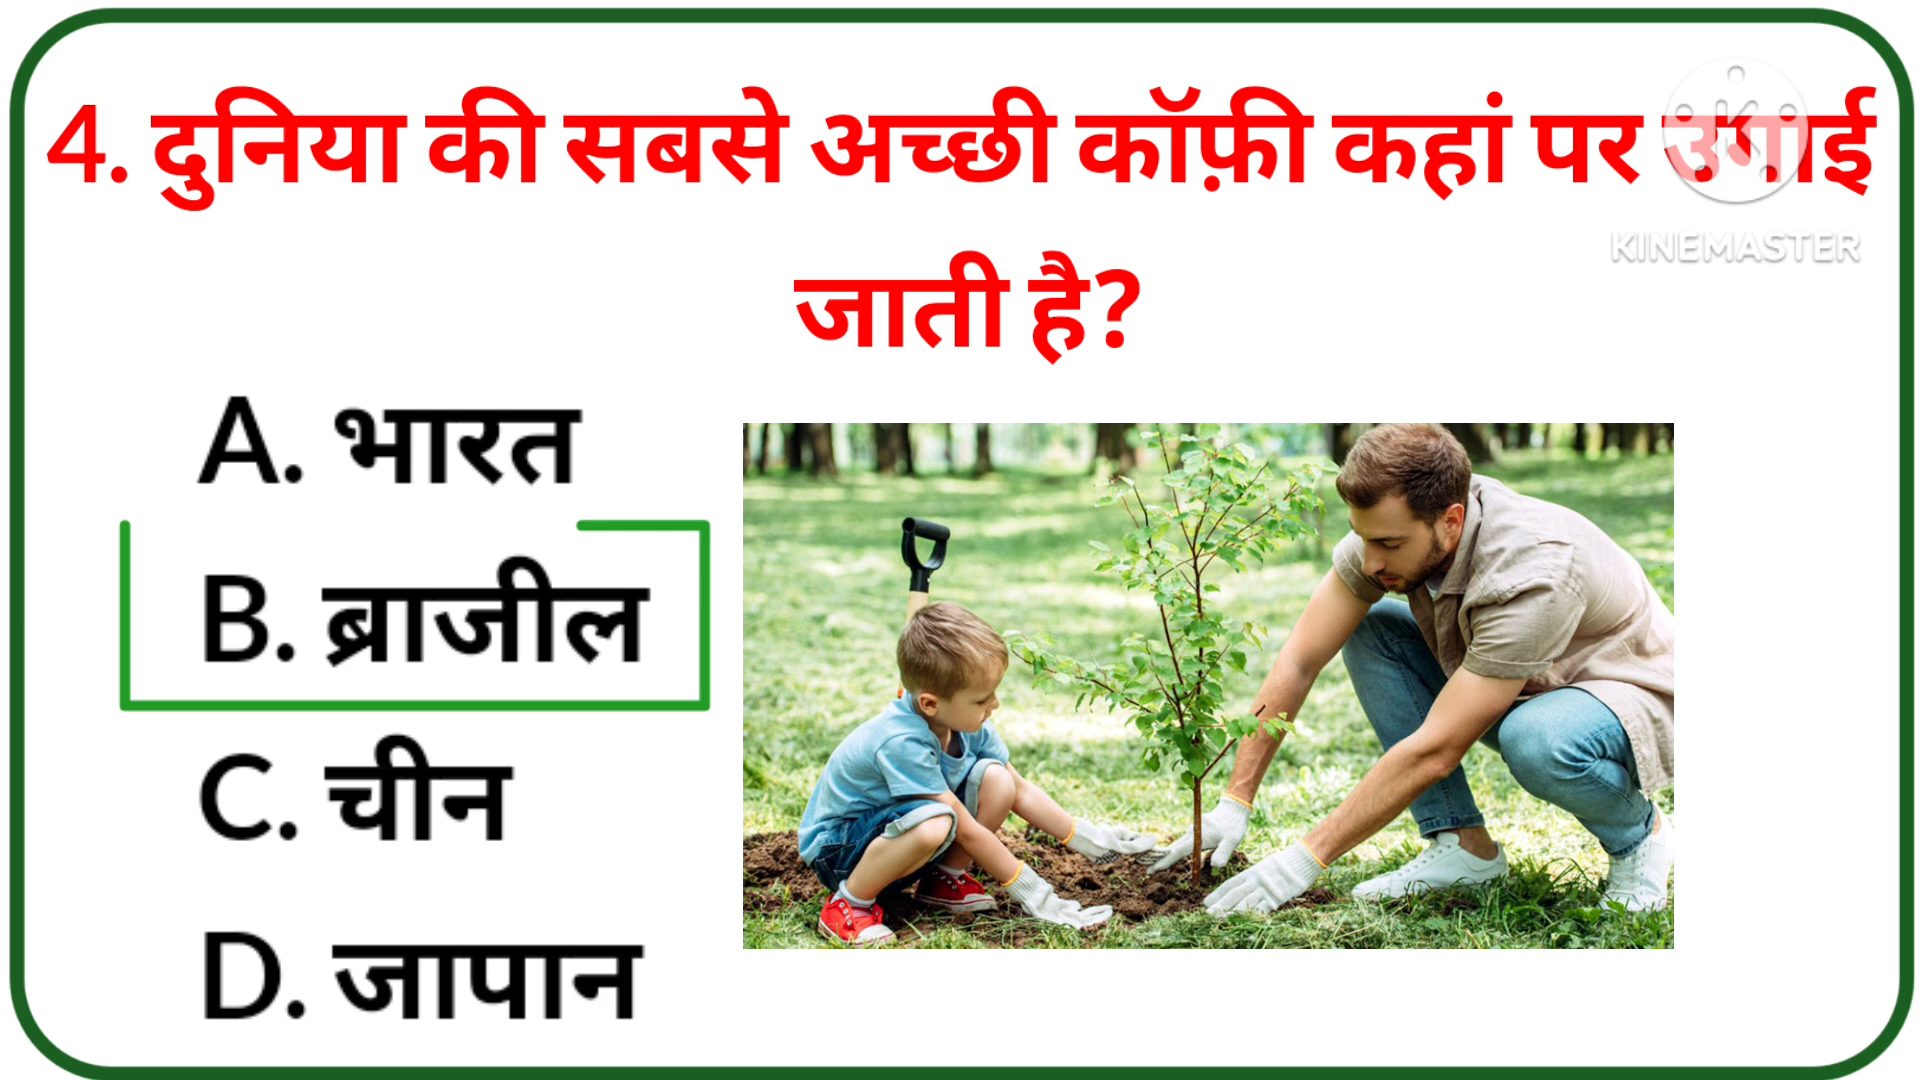 4. दुनिया की सबसे अच्छी कॉफ़ी कहां पर उगाई
KINEMASTER
जाती है?
A. भारत
B. ब्राजील
C. चीन
D. जापान